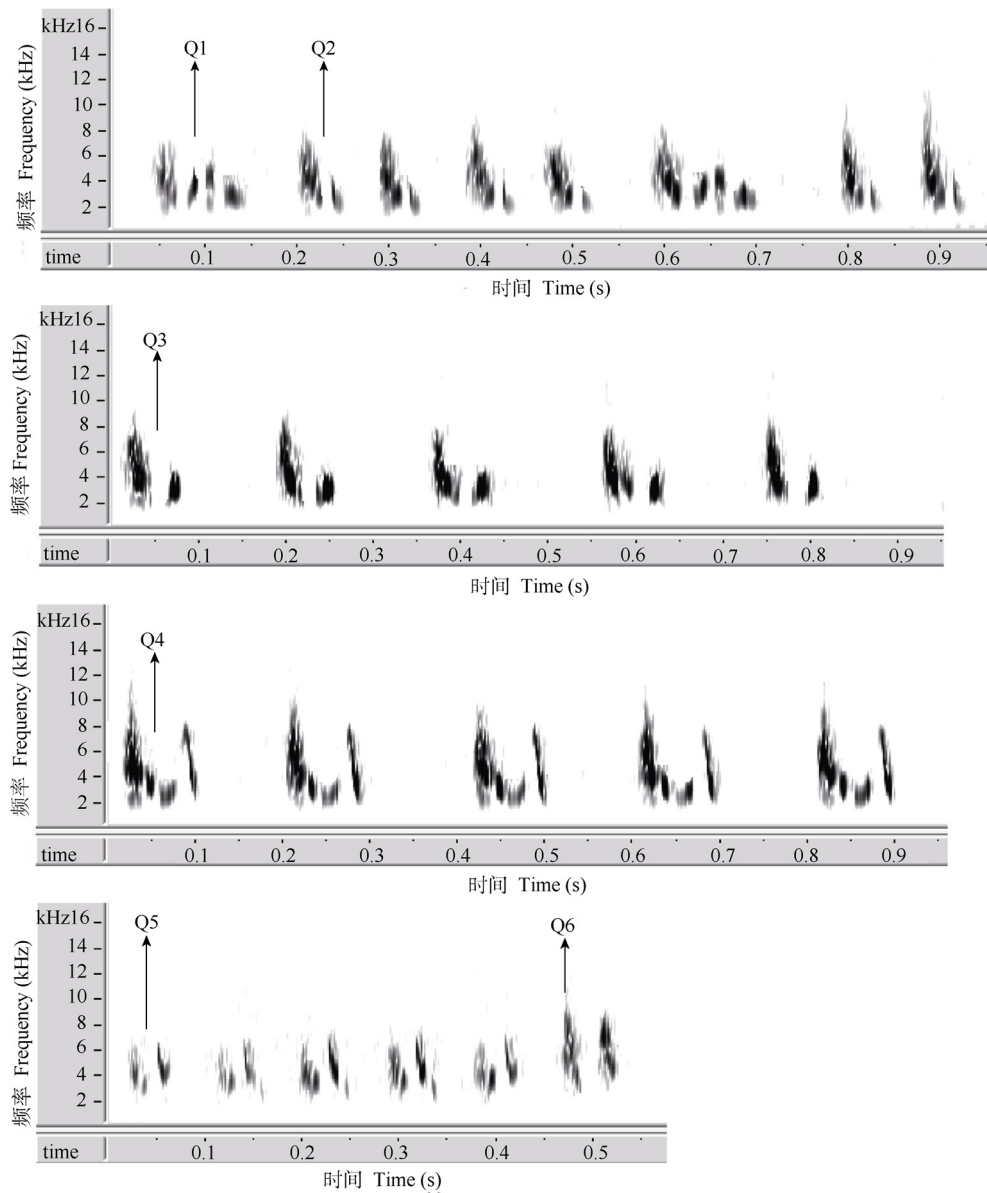 频率 Frequency (kHz)
kHz16
14
12
10
8
6
4
2
Q1 Q2
time 0.1 0.2 0.3 0.4 0.5 0.6 0.7 0.8 0.9
时间 Time (s)
频率 Frequency (kHz)
kHz16
14
12
10
8
6
4
2
Q3
time 0.1 0.2 0.3 0.4 0.5 0.6 0.7 0.8 0.9
时间 Time (s)
频率 Frequency (kHz)
kHz16
14
12
10
8
6
4
2
Q4
time 0.1 0.2 0.3 0.4 0.5 0.6 0.7 0.8 0.9
时间 Time (s)
频率 Frequency (kHz)
kHz16
14
12
10
8
6
4
2
Q5 Q6
time 0.1 0.2 0.3 0.4 0.5
时间 Time (s)